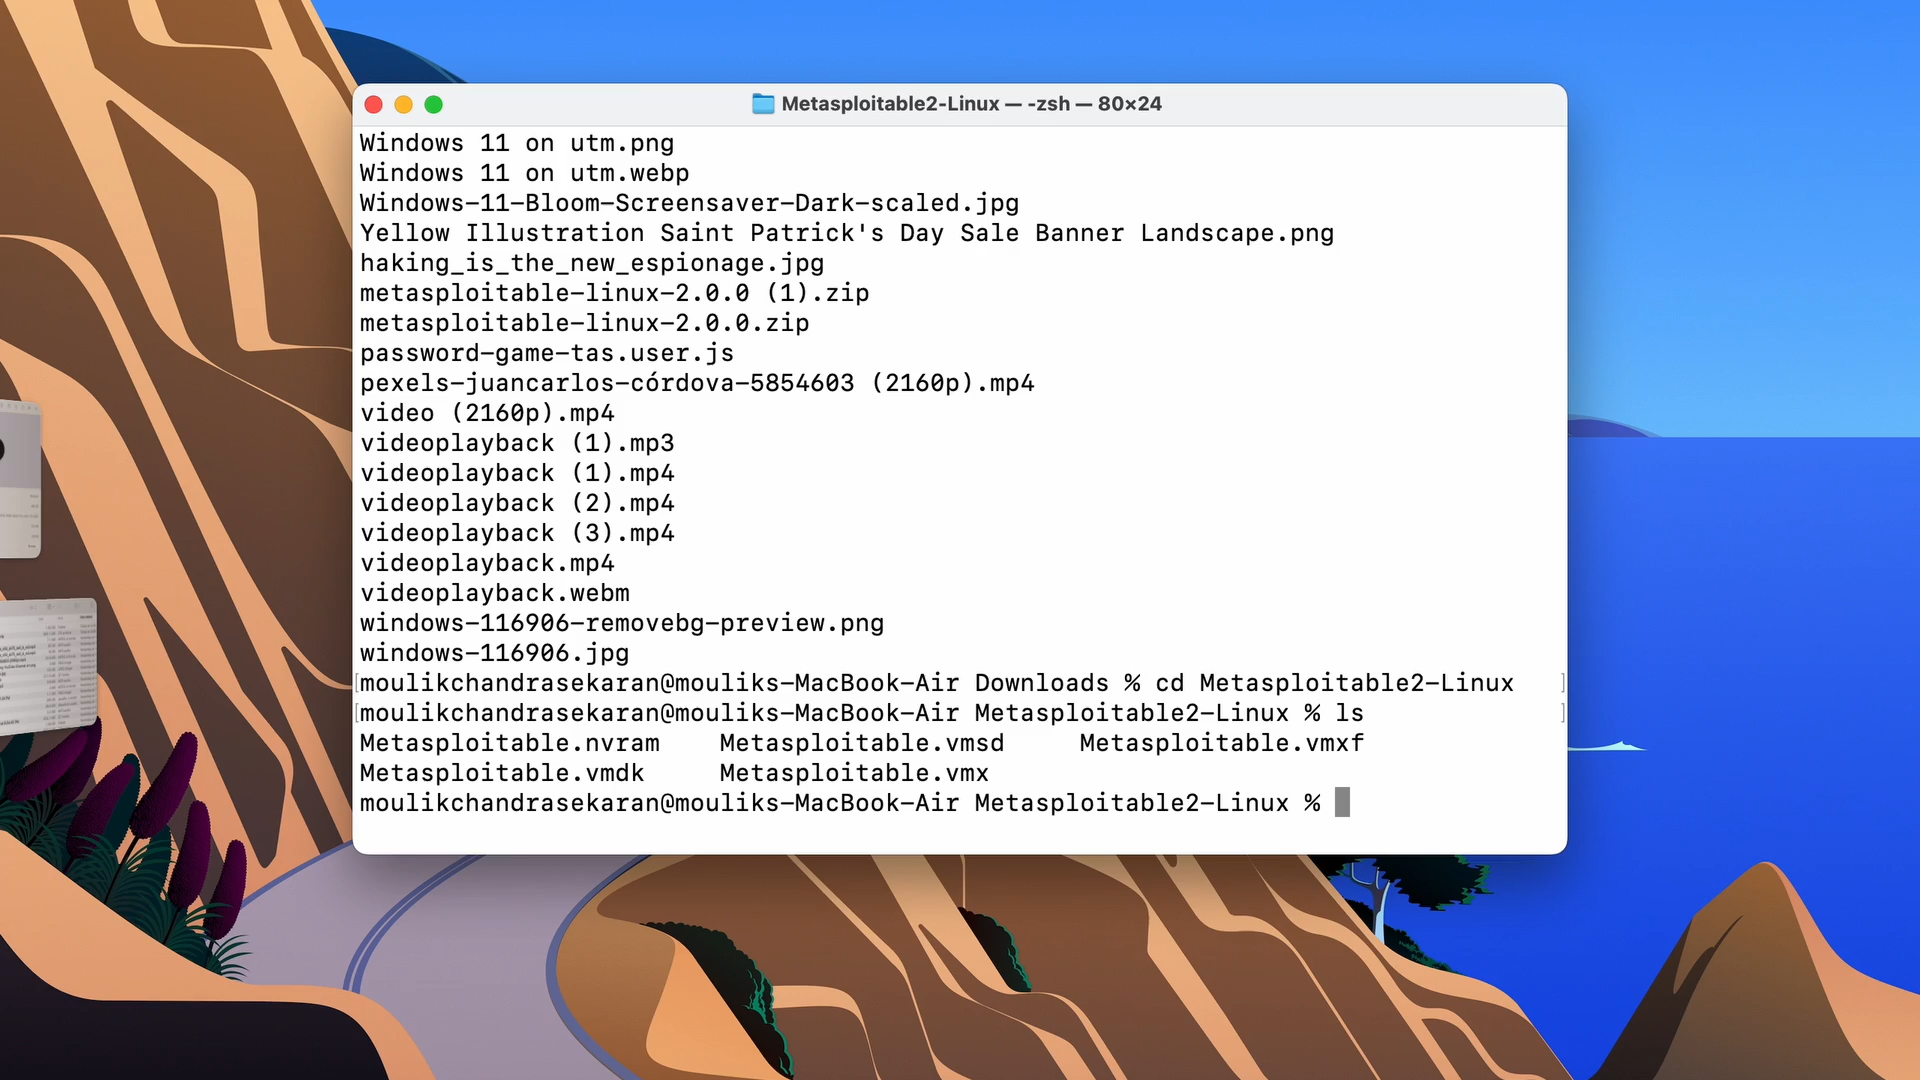 Metasploitable2-Linux — -zsh — 80×24
Windows 11 on utm.png
Windows 11 on utm.webp
Windows-11-Bloom-Screensaver-Dark-scaled.jpg
Yellow Illustration Saint Patrick's Day Sale Banner Landscape.png
haking_is_the_new_espionage.jpg
metasploitable-linux-2.0.0 (1).zip
metasploitable-linux-2.0.0.zip
password-game-tas.user.js
pexels-juancarlos-córdova-5854603 (2160p).mp4
video (2160p).mp4
videoplayback (1).mp3
videoplayback (1).mp4
videoplayback (2).mp4
videoplayback (3).mp4
videoplayback.mp4
videoplayback.webm
windows-116906-removebg-preview.png
windows-116906.jpg
[moulikchandrasekaran@mouliks-MacBook-Air Downloads % cd Metasploitable2-Linux ]
[moulikchandrasekaran@mouliks-MacBook-Air Metasploitable2-Linux % ls ]
Metasploitable.nvram Metasploitable.vmsd Metasploitable.vmxf
Metasploitable.vmdk Metasploitable.vmx
moulikchandrasekaran@mouliks-MacBook-Air Metasploitable2-Linux %